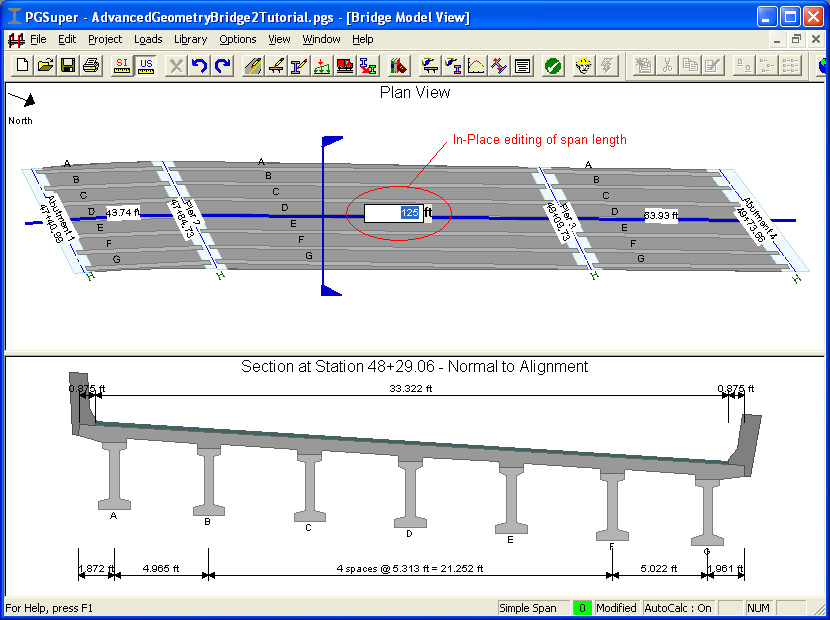 PGSuper - AdvancedGeometryBridge2Tutorial.pgs - [Bridge Model View]
File Edit Project Loads Library Options View Window Help
SI US
Plan View
North
In-Place editing of span length
A A A
B B B
C C C
D D D
E E E
F F F
G G G
Abutment 1
47+40.99
43.74 ft
Pier 2
47+84.73
125 ft
Pier 3
49+09.73
63.93 ft
Abutment 4
49+73.66
Section at Station 48+29.06 - Normal to Alignment
0.875 ft 33.322 ft 0.875 ft
A B C D E F G
1.872 ft 4.965 ft 4 spaces @ 5.313 ft = 21.252 ft 5.022 ft 1.961 ft
For Help, press F1 Simple Span 0 Modified AutoCalc : On NUM